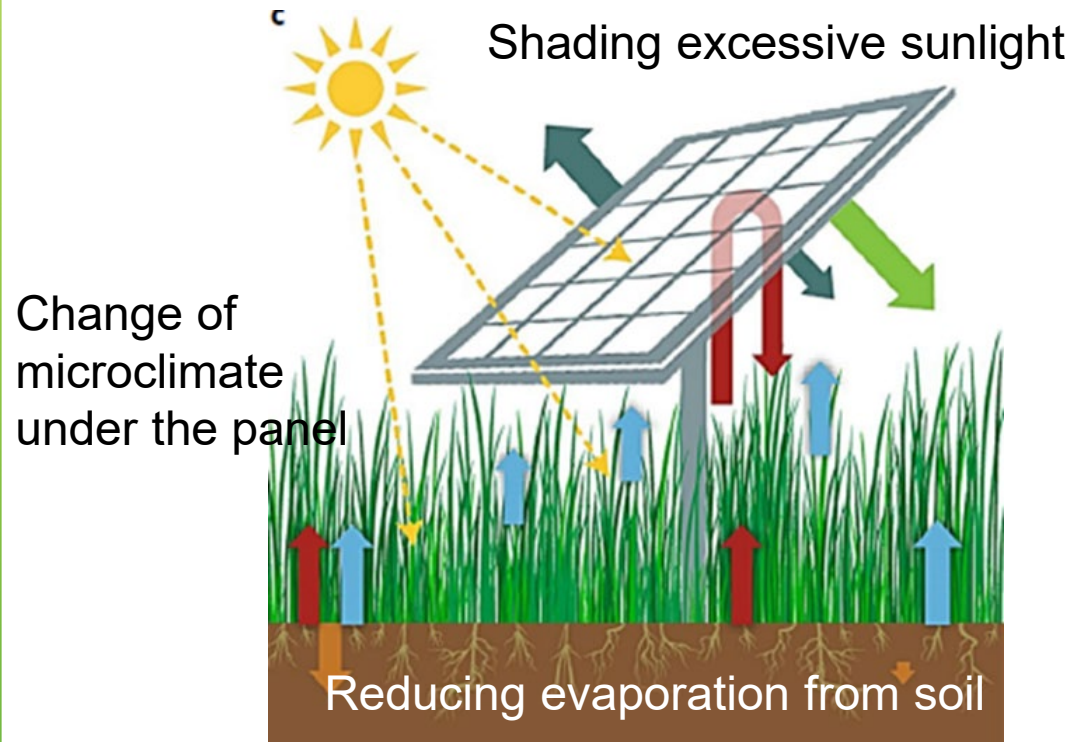 c
Shading excessive sunlight
Change of
microclimate
under the panel
Reducing evaporation from soil